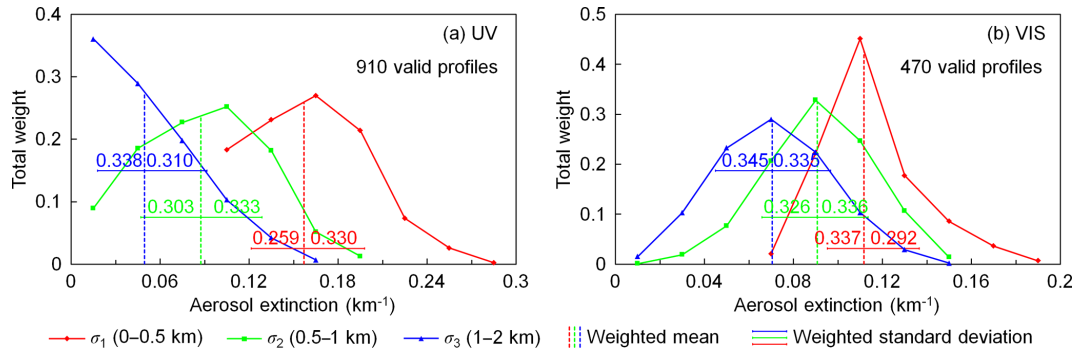 (a) UV
910 valid profiles
Total weight
0.4
0.3
0.2
0.1
0
0.338 0.310
0.303 0.333
0.259 0.330
0 0.06 0.12 0.18 0.24 0.3
Aerosol extinction (km⁻¹)
(b) VIS
470 valid profiles
Total weight
0.5
0.4
0.3
0.2
0.1
0
0.345 0.335
0.326 0.336
0.337 0.292
0 0.04 0.08 0.12 0.16 0.2
Aerosol extinction (km⁻¹)
σ₁ (0–0.5 km) σ₂ (0.5–1 km) σ₃ (1–2 km) Weighted mean Weighted standard deviation